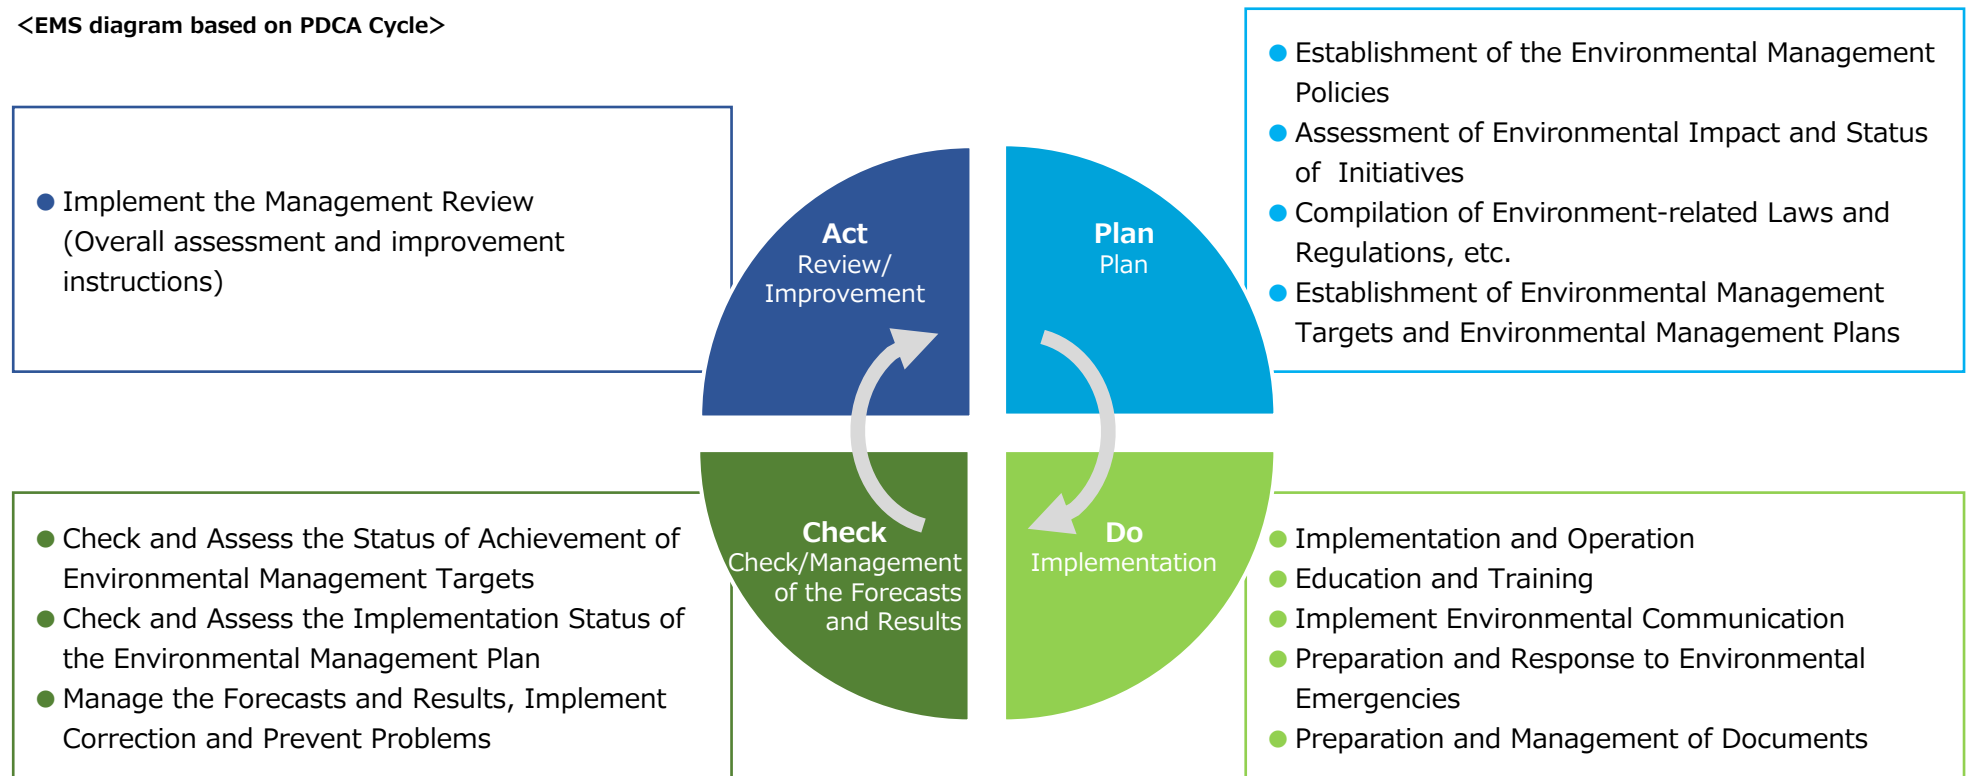 <EMS diagram based on PDCA Cycle>
● Implement the Management Review
(Overall assessment and improvement
instructions)
Act
Review/
Improvement
Plan
Plan
● Establishment of the Environmental Management
Policies
● Assessment of Environmental Impact and Status
of Initiatives
● Compilation of Environment-related Laws and
Regulations, etc.
● Establishment of Environmental Management
Targets and Environmental Management Plans
● Check and Assess the Status of Achievement of
Environmental Management Targets
● Check and Assess the Implementation Status of
the Environmental Management Plan
● Manage the Forecasts and Results, Implement
Correction and Prevent Problems
Check
Check/Management
of the Forecasts
and Results
Do
Implementation
● Implementation and Operation
● Education and Training
● Implement Environmental Communication
● Preparation and Response to Environmental
Emergencies
● Preparation and Management of Documents